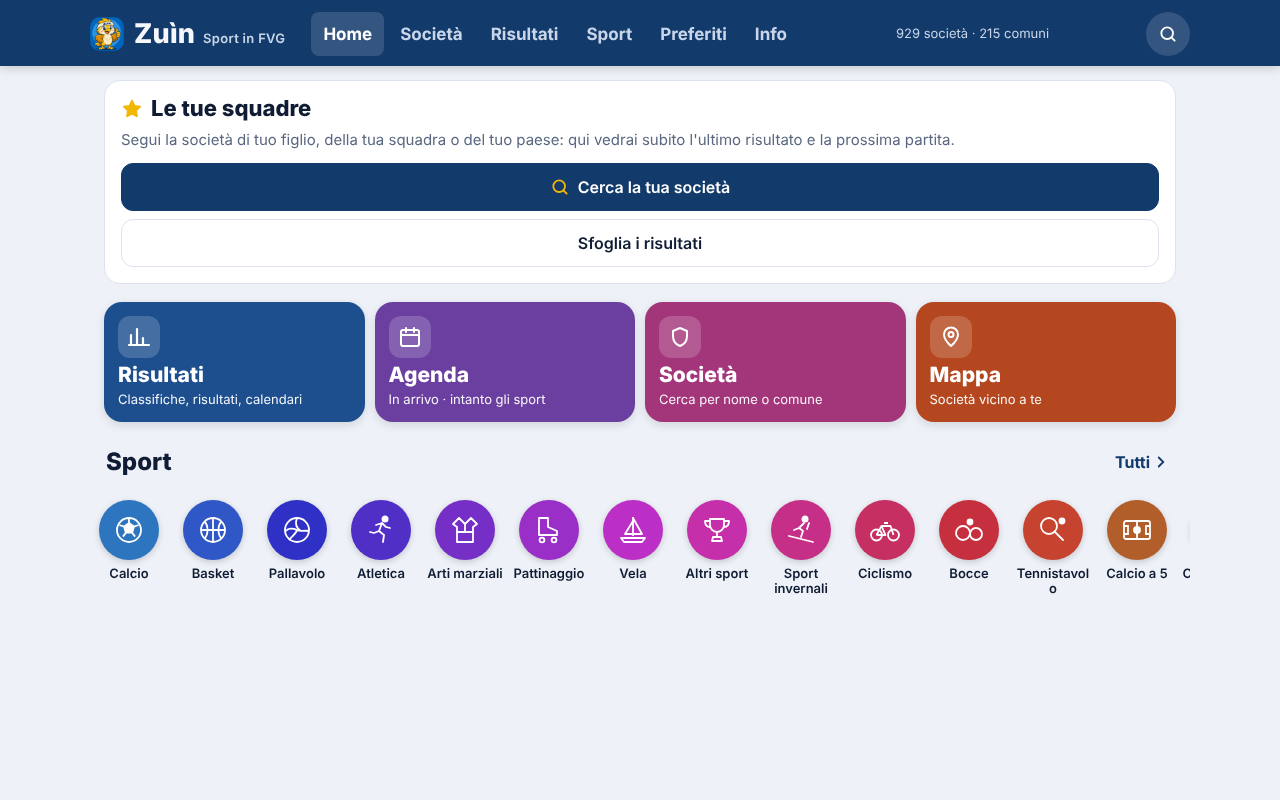 Zuìn Sport in FVG
Home Società Risultati Sport Preferiti Info
929 società · 215 comuni
Le tue squadre
Segui la società di tuo figlio, della tua squadra o del tuo paese: qui vedrai subito l'ultimo risultato e la prossima partita.
Cerca la tua società
Sfoglia i risultati
Risultati
Classifiche, risultati, calendari
Agenda
In arrivo · intanto gli sport
Società
Cerca per nome o comune
Mappa
Società vicino a te
Sport
Tutti
Calcio
Basket
Pallavolo
Atletica
Arti marziali
Pattinaggio
Vela
Altri sport
Sport
invernali
Ciclismo
Bocce
Tennistavol
o
Calcio a 5